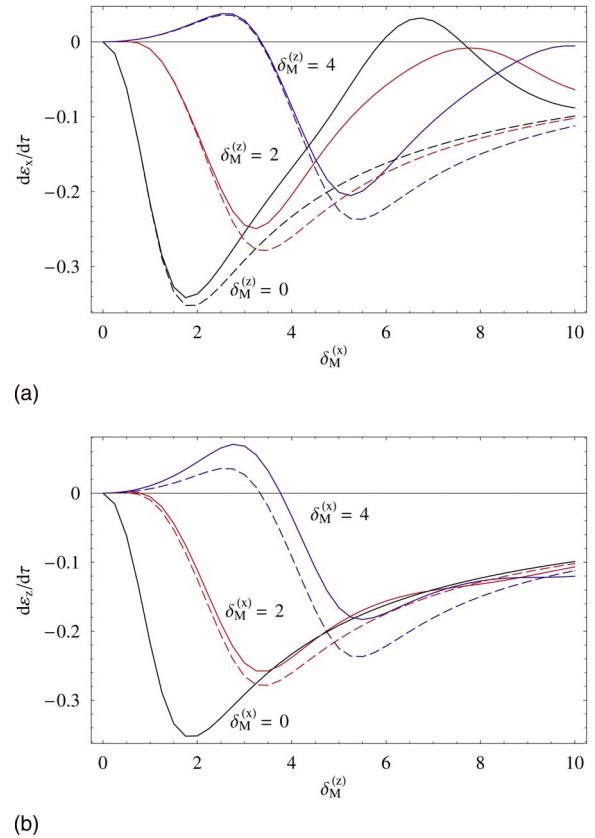 0
−0.1
−0.2
−0.3
dεₓ/dτ
δ_M^(z) = 4
δ_M^(z) = 2
δ_M^(z) = 0
0 2 4 6 8 10
δ_M^(x)
(a)
0
−0.1
−0.2
−0.3
dε_z/dτ
δ_M^(x) = 4
δ_M^(x) = 2
δ_M^(x) = 0
0 2 4 6 8 10
δ_M^(z)
(b)